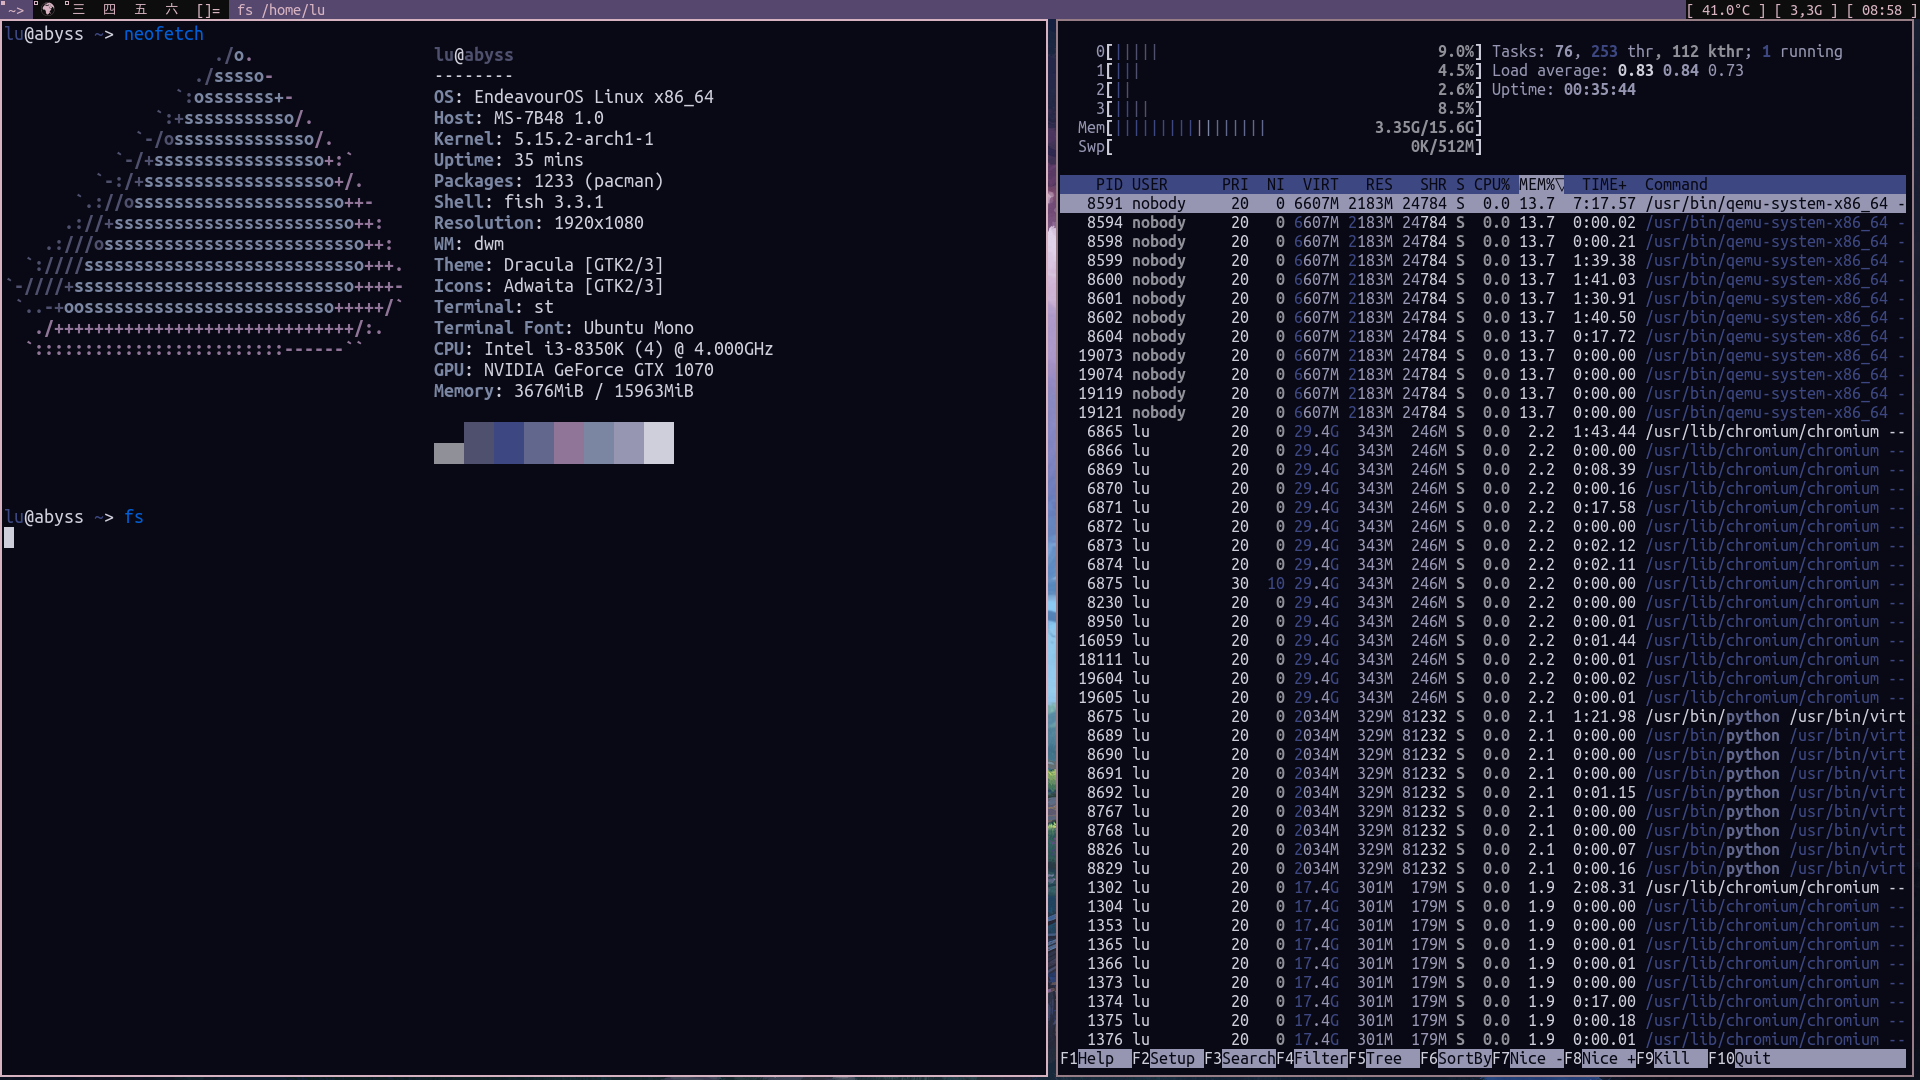 ~> 三 四 五 六 []= fs /home/lu [ 41.0°C ] [ 3,3G ] [ 08:58 ]
lu@abyss ~> neofetch
./o.
./sssso-
`:osssssss+-
`:+sssssssssso/.
`-/ossssssssssssso/.
`-/+sssssssssssssssso+:`
`-:/+sssssssssssssssssso+/.
`.://osssssssssssssssssssso++-
.://+ssssssssssssssssssssssso++:
.:///ossssssssssssssssssssssssso++:
`:////ssssssssssssssssssssssssssso+++.
`-////+ssssssssssssssssssssssssssso++++-
`..-+oosssssssssssssssssssssssso+++++/`
./++++++++++++++++++++++++++++++/:.
`:::::::::::::::::::::::::------``
lu@abyss
--------
OS: EndeavourOS Linux x86_64
Host: MS-7B48 1.0
Kernel: 5.15.2-arch1-1
Uptime: 35 mins
Packages: 1233 (pacman)
Shell: fish 3.3.1
Resolution: 1920x1080
WM: dwm
Theme: Dracula [GTK2/3]
Icons: Adwaita [GTK2/3]
Terminal: st
Terminal Font: Ubuntu Mono
CPU: Intel i3-8350K (4) @ 4.000GHz
GPU: NVIDIA GeForce GTX 1070
Memory: 3676MiB / 15963MiB
lu@abyss ~> fs
0[||||| 9.0%] Tasks: 76, 253 thr, 112 kthr; 1 running
1[||| 4.5%] Load average: 0.83 0.84 0.73
2[|| 2.6%] Uptime: 00:35:44
3[|||| 8.5%]
Mem[||||||||||||||||| 3.35G/15.6G]
Swp[ 0K/512M]
PID USER PRI NI VIRT RES SHR S CPU% MEM%▽ TIME+ Command
8591 nobody 20 0 6607M 2183M 24784 S 0.0 13.7 7:17.57 /usr/bin/qemu-system-x86_64 -
8594 nobody 20 0 6607M 2183M 24784 S 0.0 13.7 0:00.02 /usr/bin/qemu-system-x86_64 -
8598 nobody 20 0 6607M 2183M 24784 S 0.0 13.7 0:00.21 /usr/bin/qemu-system-x86_64 -
8599 nobody 20 0 6607M 2183M 24784 S 0.0 13.7 1:39.38 /usr/bin/qemu-system-x86_64 -
8600 nobody 20 0 6607M 2183M 24784 S 0.0 13.7 1:41.03 /usr/bin/qemu-system-x86_64 -
8601 nobody 20 0 6607M 2183M 24784 S 0.0 13.7 1:30.91 /usr/bin/qemu-system-x86_64 -
8602 nobody 20 0 6607M 2183M 24784 S 0.0 13.7 1:40.50 /usr/bin/qemu-system-x86_64 -
8604 nobody 20 0 6607M 2183M 24784 S 0.0 13.7 0:17.72 /usr/bin/qemu-system-x86_64 -
19073 nobody 20 0 6607M 2183M 24784 S 0.0 13.7 0:00.00 /usr/bin/qemu-system-x86_64 -
19074 nobody 20 0 6607M 2183M 24784 S 0.0 13.7 0:00.00 /usr/bin/qemu-system-x86_64 -
19119 nobody 20 0 6607M 2183M 24784 S 0.0 13.7 0:00.00 /usr/bin/qemu-system-x86_64 -
19121 nobody 20 0 6607M 2183M 24784 S 0.0 13.7 0:00.00 /usr/bin/qemu-system-x86_64 -
6865 lu 20 0 29.4G 343M 246M S 0.0 2.2 1:43.44 /usr/lib/chromium/chromium --
6866 lu 20 0 29.4G 343M 246M S 0.0 2.2 0:00.00 /usr/lib/chromium/chromium --
6869 lu 20 0 29.4G 343M 246M S 0.0 2.2 0:08.39 /usr/lib/chromium/chromium --
6870 lu 20 0 29.4G 343M 246M S 0.0 2.2 0:00.16 /usr/lib/chromium/chromium --
6871 lu 20 0 29.4G 343M 246M S 0.0 2.2 0:17.58 /usr/lib/chromium/chromium --
6872 lu 20 0 29.4G 343M 246M S 0.0 2.2 0:00.00 /usr/lib/chromium/chromium --
6873 lu 20 0 29.4G 343M 246M S 0.0 2.2 0:02.12 /usr/lib/chromium/chromium --
6874 lu 20 0 29.4G 343M 246M S 0.0 2.2 0:02.11 /usr/lib/chromium/chromium --
6875 lu 30 10 29.4G 343M 246M S 0.0 2.2 0:00.00 /usr/lib/chromium/chromium --
8230 lu 20 0 29.4G 343M 246M S 0.0 2.2 0:00.00 /usr/lib/chromium/chromium --
8950 lu 20 0 29.4G 343M 246M S 0.0 2.2 0:00.01 /usr/lib/chromium/chromium --
16059 lu 20 0 29.4G 343M 246M S 0.0 2.2 0:01.44 /usr/lib/chromium/chromium --
18111 lu 20 0 29.4G 343M 246M S 0.0 2.2 0:00.01 /usr/lib/chromium/chromium --
19604 lu 20 0 29.4G 343M 246M S 0.0 2.2 0:00.02 /usr/lib/chromium/chromium --
19605 lu 20 0 29.4G 343M 246M S 0.0 2.2 0:00.01 /usr/lib/chromium/chromium --
8675 lu 20 0 2034M 329M 81232 S 0.0 2.1 1:21.98 /usr/bin/python /usr/bin/virt
8689 lu 20 0 2034M 329M 81232 S 0.0 2.1 0:00.00 /usr/bin/python /usr/bin/virt
8690 lu 20 0 2034M 329M 81232 S 0.0 2.1 0:00.00 /usr/bin/python /usr/bin/virt
8691 lu 20 0 2034M 329M 81232 S 0.0 2.1 0:00.00 /usr/bin/python /usr/bin/virt
8692 lu 20 0 2034M 329M 81232 S 0.0 2.1 0:01.15 /usr/bin/python /usr/bin/virt
8767 lu 20 0 2034M 329M 81232 S 0.0 2.1 0:00.00 /usr/bin/python /usr/bin/virt
8768 lu 20 0 2034M 329M 81232 S 0.0 2.1 0:00.00 /usr/bin/python /usr/bin/virt
8826 lu 20 0 2034M 329M 81232 S 0.0 2.1 0:00.07 /usr/bin/python /usr/bin/virt
8829 lu 20 0 2034M 329M 81232 S 0.0 2.1 0:00.16 /usr/bin/python /usr/bin/virt
1302 lu 20 0 17.4G 301M 179M S 0.0 1.9 2:08.31 /usr/lib/chromium/chromium --
1304 lu 20 0 17.4G 301M 179M S 0.0 1.9 0:00.00 /usr/lib/chromium/chromium --
1353 lu 20 0 17.4G 301M 179M S 0.0 1.9 0:00.00 /usr/lib/chromium/chromium --
1365 lu 20 0 17.4G 301M 179M S 0.0 1.9 0:00.01 /usr/lib/chromium/chromium --
1366 lu 20 0 17.4G 301M 179M S 0.0 1.9 0:00.01 /usr/lib/chromium/chromium --
1373 lu 20 0 17.4G 301M 179M S 0.0 1.9 0:00.00 /usr/lib/chromium/chromium --
1374 lu 20 0 17.4G 301M 179M S 0.0 1.9 0:17.00 /usr/lib/chromium/chromium --
1375 lu 20 0 17.4G 301M 179M S 0.0 1.9 0:00.18 /usr/lib/chromium/chromium --
1376 lu 20 0 17.4G 301M 179M S 0.0 1.9 0:00.01 /usr/lib/chromium/chromium --
F1Help F2Setup F3SearchF4FilterF5Tree F6SortByF7Nice -F8Nice +F9Kill F10Quit